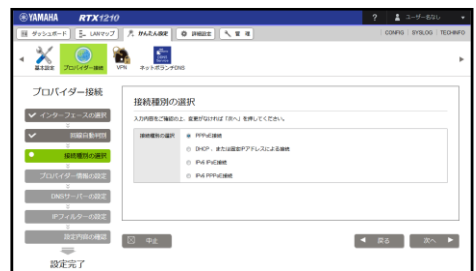 YAMAHA RTX1210
? ユーザー名なし
ダッシュボード LANマップ かんたん設定 詳細設定 管理 CONFIG SYSLOG TECHINFO
基本設定 プロバイダー接続 VPN ネットボランチDNS
プロバイダー接続
インターフェースの選択
回線自動判別
接続種別の選択
プロバイダー情報の設定
DNSサーバーの設定
IPフィルターの設定
設定内容の確認
設定完了
接続種別の選択
入力内容をご確認の上、変更がなければ「次へ」を押してください。
接続種別の選択 PPPoE接続
DHCP 、または固定IPアドレスによる接続
IPv6 IPoE接続
IPv6 PPPoE接続
中止 戻る 次へ